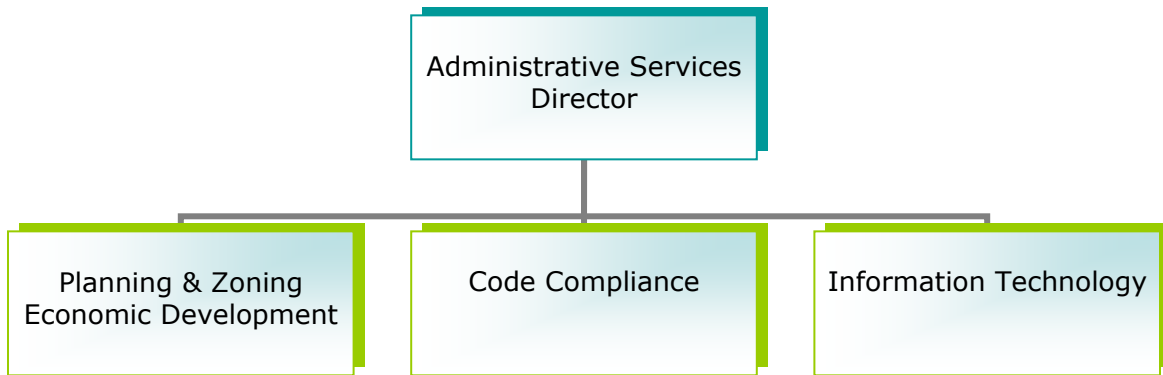 Administrative Services
Director
Planning & Zoning
Economic Development
Code Compliance
Information Technology